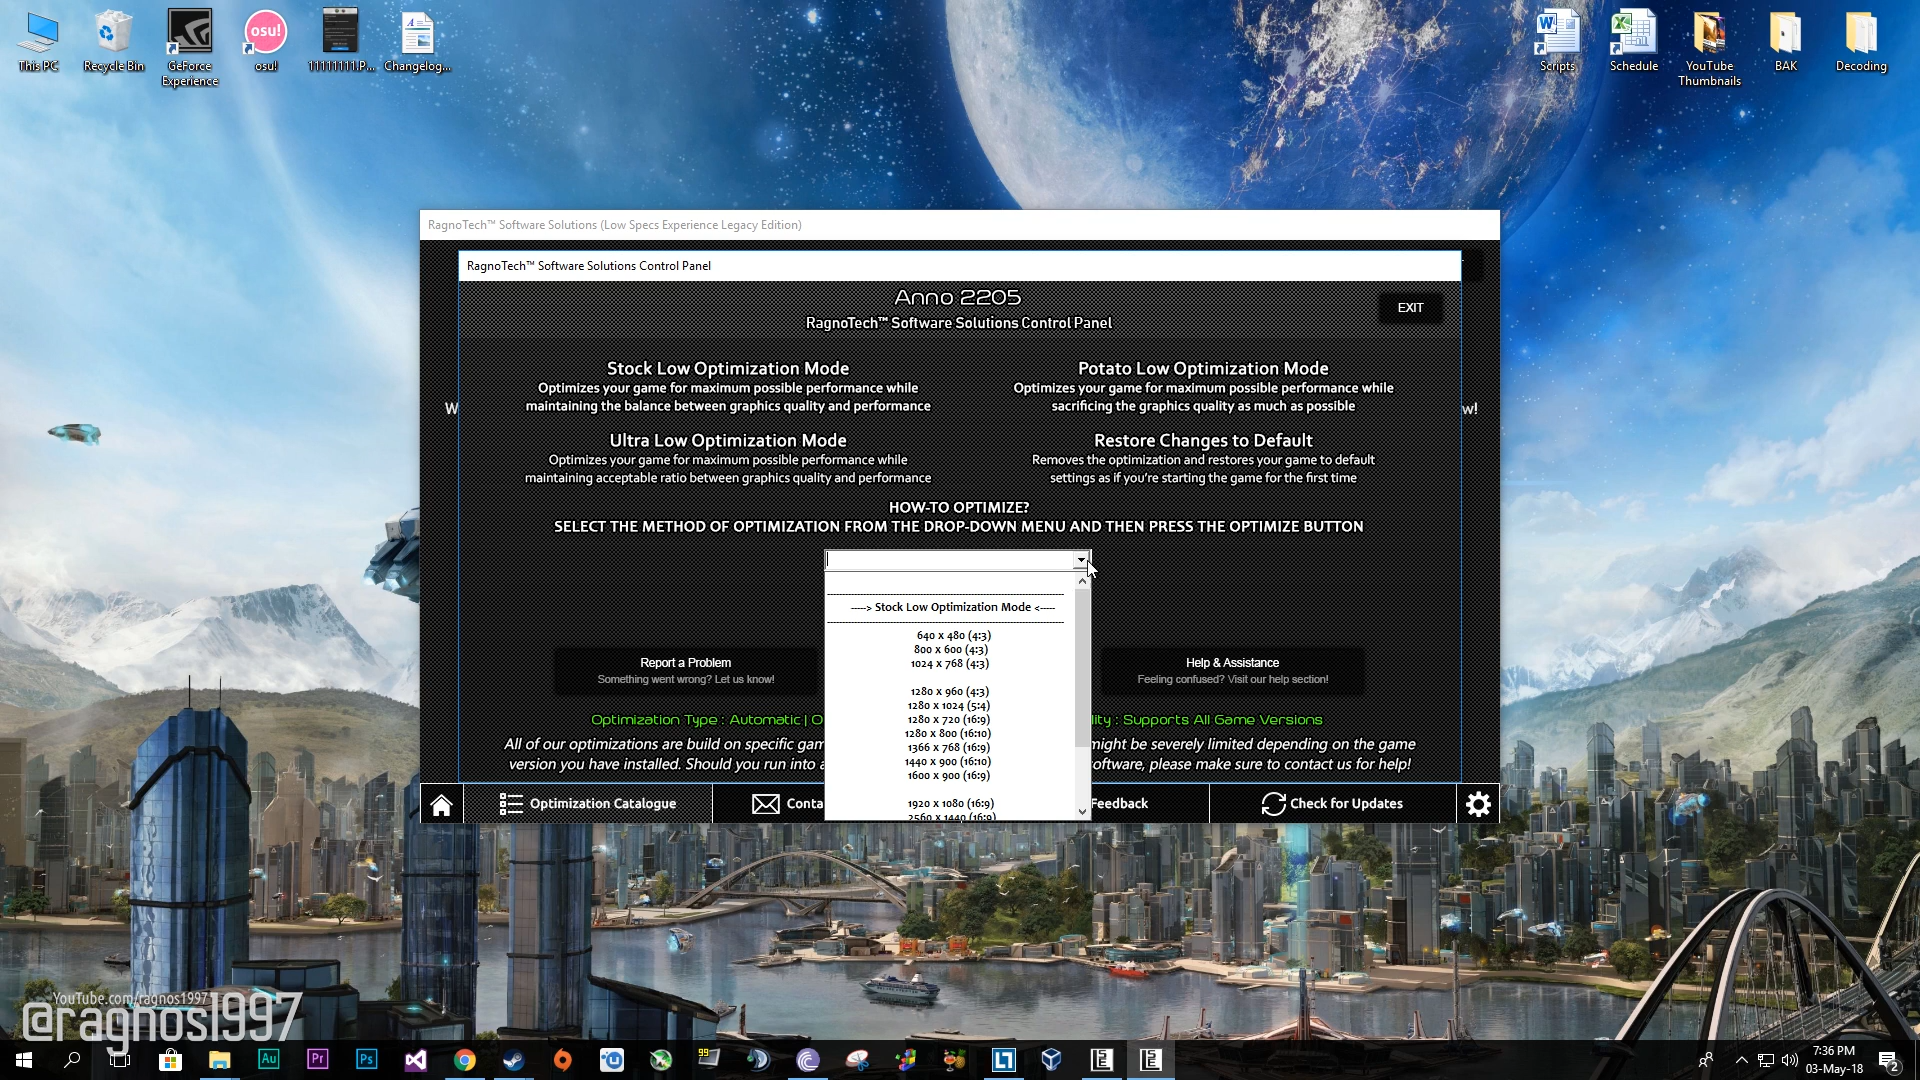 This PC
Recycle Bin
GeForce
Experience
osu!
osu!
11111111.P...
Changelog...
Scripts
Schedule
YouTube
Thumbnails
BAK
Decoding
RagnoTech™ Software Solutions (Low Specs Experience Legacy Edition)
RagnoTech™ Software Solutions Control Panel
Anno 2205
RagnoTech™ Software Solutions Control Panel
EXIT
Stock Low Optimization Mode
Optimizes your game for maximum possible performance while
maintaining the balance between graphics quality and performance
Potato Low Optimization Mode
Optimizes your game for maximum possible performance while
sacrificing the graphics quality as much as possible
W
w!
Ultra Low Optimization Mode
Optimizes your game for maximum possible performance while
maintaining acceptable ratio between graphics quality and performance
Restore Changes to Default
Removes the optimization and restores your game to default
settings as if you're starting the game for the first time
HOW-TO OPTIMIZE?
SELECT THE METHOD OF OPTIMIZATION FROM THE DROP-DOWN MENU AND THEN PRESS THE OPTIMIZE BUTTON
-----> Stock Low Optimization Mode <-----
640 x 480 (4:3)
800 x 600 (4:3)
1024 x 768 (4:3)
1280 x 960 (4:3)
1280 x 1024 (5:4)
1280 x 720 (16:9)
1280 x 800 (16:10)
1366 x 768 (16:9)
1440 x 900 (16:10)
1600 x 900 (16:9)
1920 x 1080 (16:9)
2560 x 1440 (16:9)
Report a Problem
Something went wrong? Let us know!
Help & Assistance
Feeling confused? Visit our help section!
Optimization Type : Automatic | O
lity : Supports All Game Versions
All of our optimizations are build on specific gam
might be severely limited depending on the game
version you have installed. Should you run into a
oftware, please make sure to contact us for help!
Optimization Catalogue
Conta
Feedback
Check for Updates
YouTube.com/ragnos1997
@ragnos1997
Au
Pr
Ps
99
7:36 PM
03-May-18
2